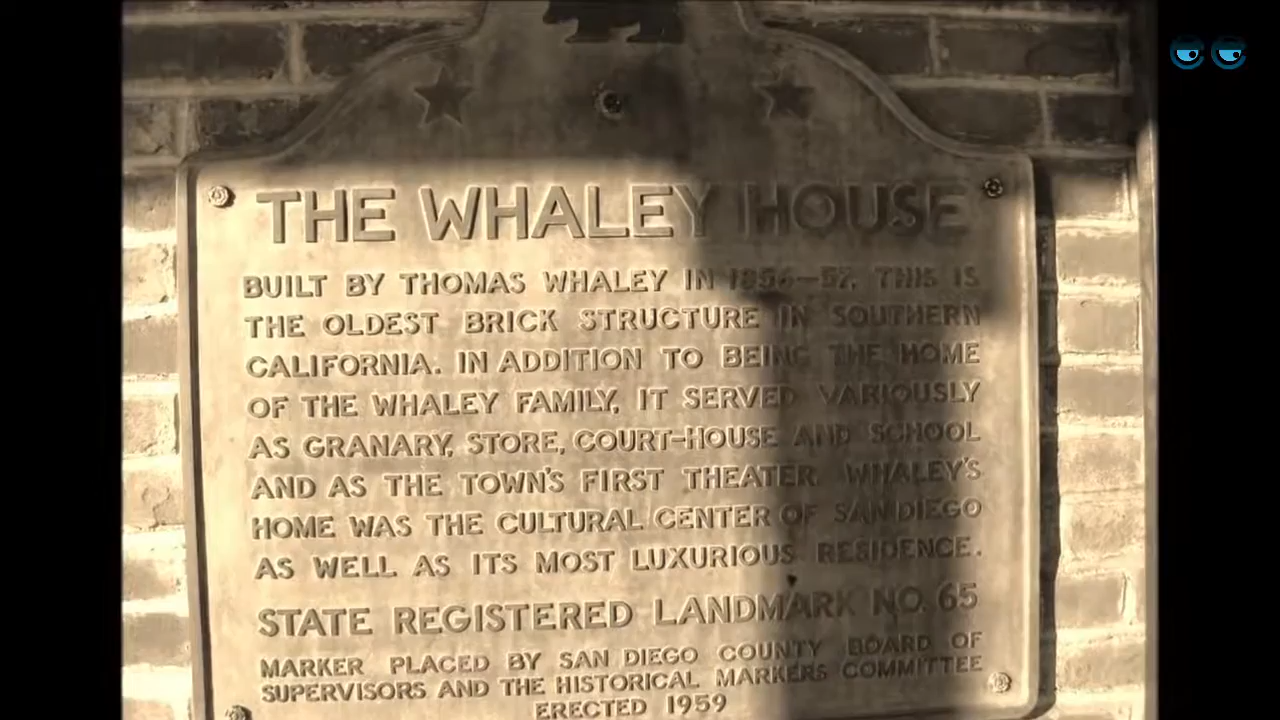 THE WHALEY HOUSE
BUILT BY THOMAS WHALEY IN 1856–57, THIS IS
THE OLDEST BRICK STRUCTURE IN SOUTHERN
CALIFORNIA. IN ADDITION TO BEING THE HOME
OF THE WHALEY FAMILY, IT SERVED VARIOUSLY
AS GRANARY, STORE, COURT-HOUSE AND SCHOOL
AND AS THE TOWN'S FIRST THEATER. WHALEY'S
HOME WAS THE CULTURAL CENTER OF SAN DIEGO
AS WELL AS ITS MOST LUXURIOUS RESIDENCE.
STATE REGISTERED LANDMARK NO. 65
MARKER PLACED BY SAN DIEGO COUNTY BOARD OF
SUPERVISORS AND THE HISTORICAL MARKERS COMMITTEE
ERECTED 1959